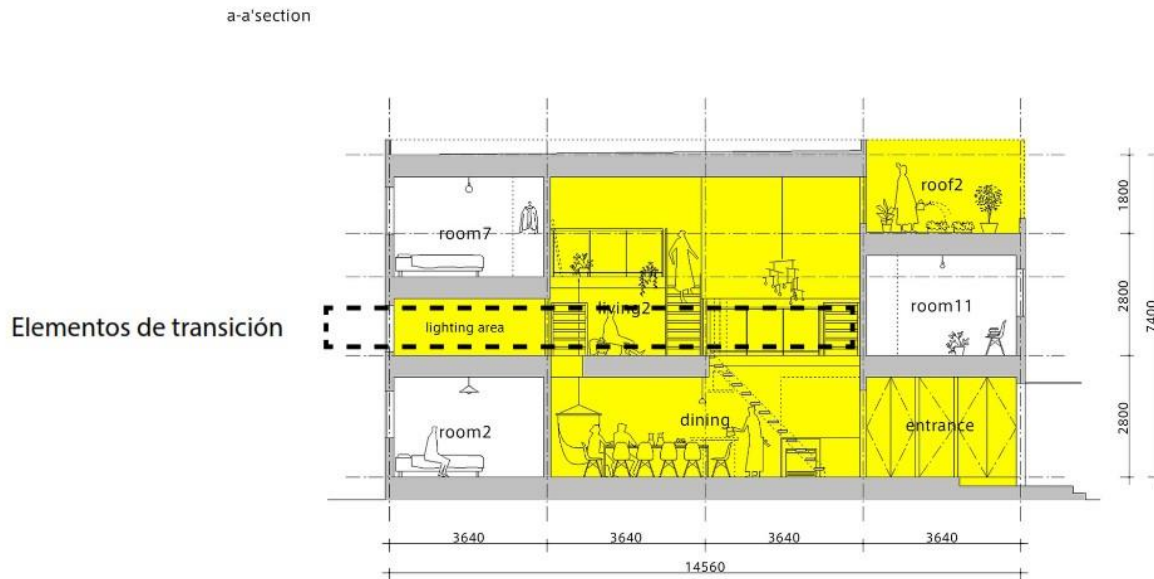 a-a'section
roof2
room7
1800
living2
room11
2800
7400
Elementos de transición
lighting area
dining
entrance
room2
2800
3640
3640
3640
3640
14560